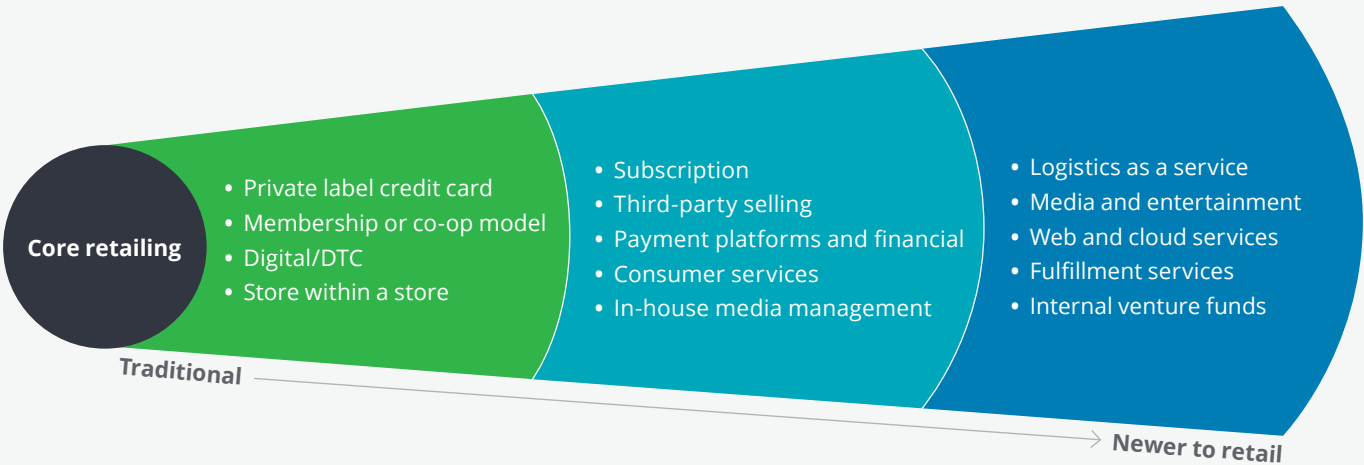 Core retailing
• Private label credit card
• Membership or co-op model
• Digital/DTC
• Store within a store
• Subscription
• Third-party selling
• Payment platforms and financial
• Consumer services
• In-house media management
• Logistics as a service
• Media and entertainment
• Web and cloud services
• Fulfillment services
• Internal venture funds
Traditional
Newer to retail